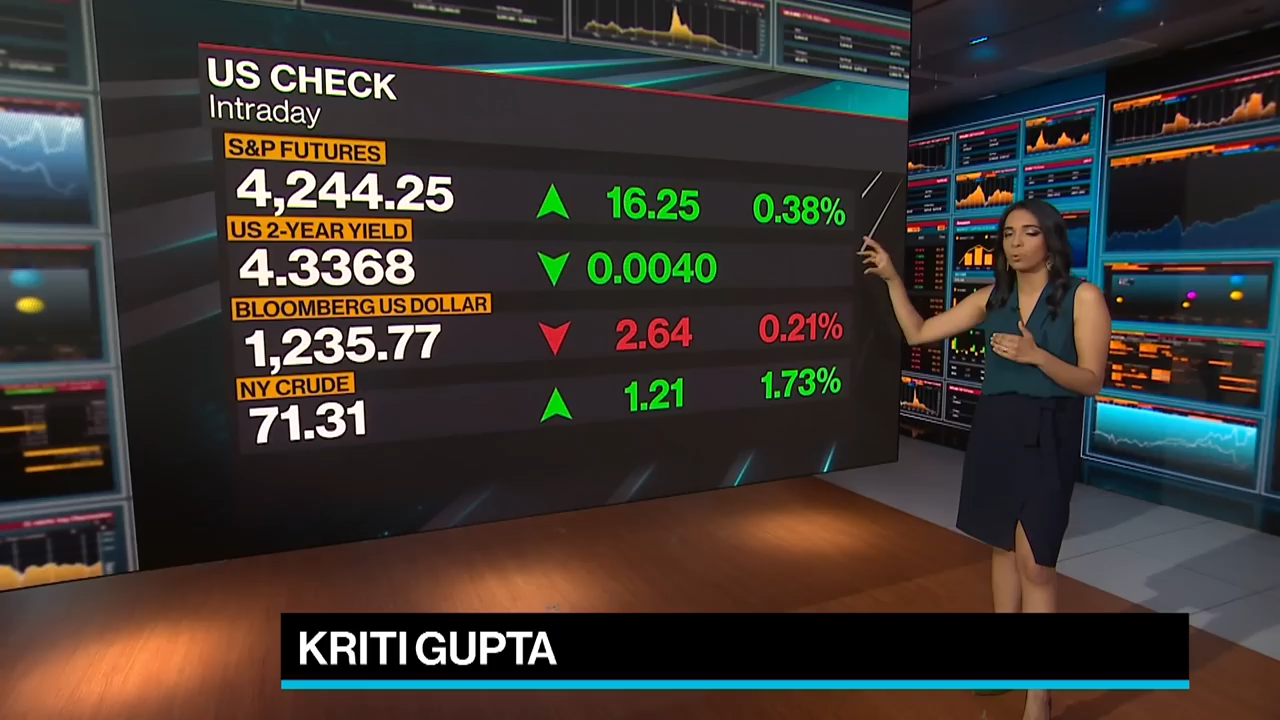 US CHECK
Intraday
S&P FUTURES
4,244.25 16.25 0.38%
US 2-YEAR YIELD
4.3368 0.0040
BLOOMBERG US DOLLAR
1,235.77 2.64 0.21%
NY CRUDE
71.31 1.21 1.73%
KRITI GUPTA